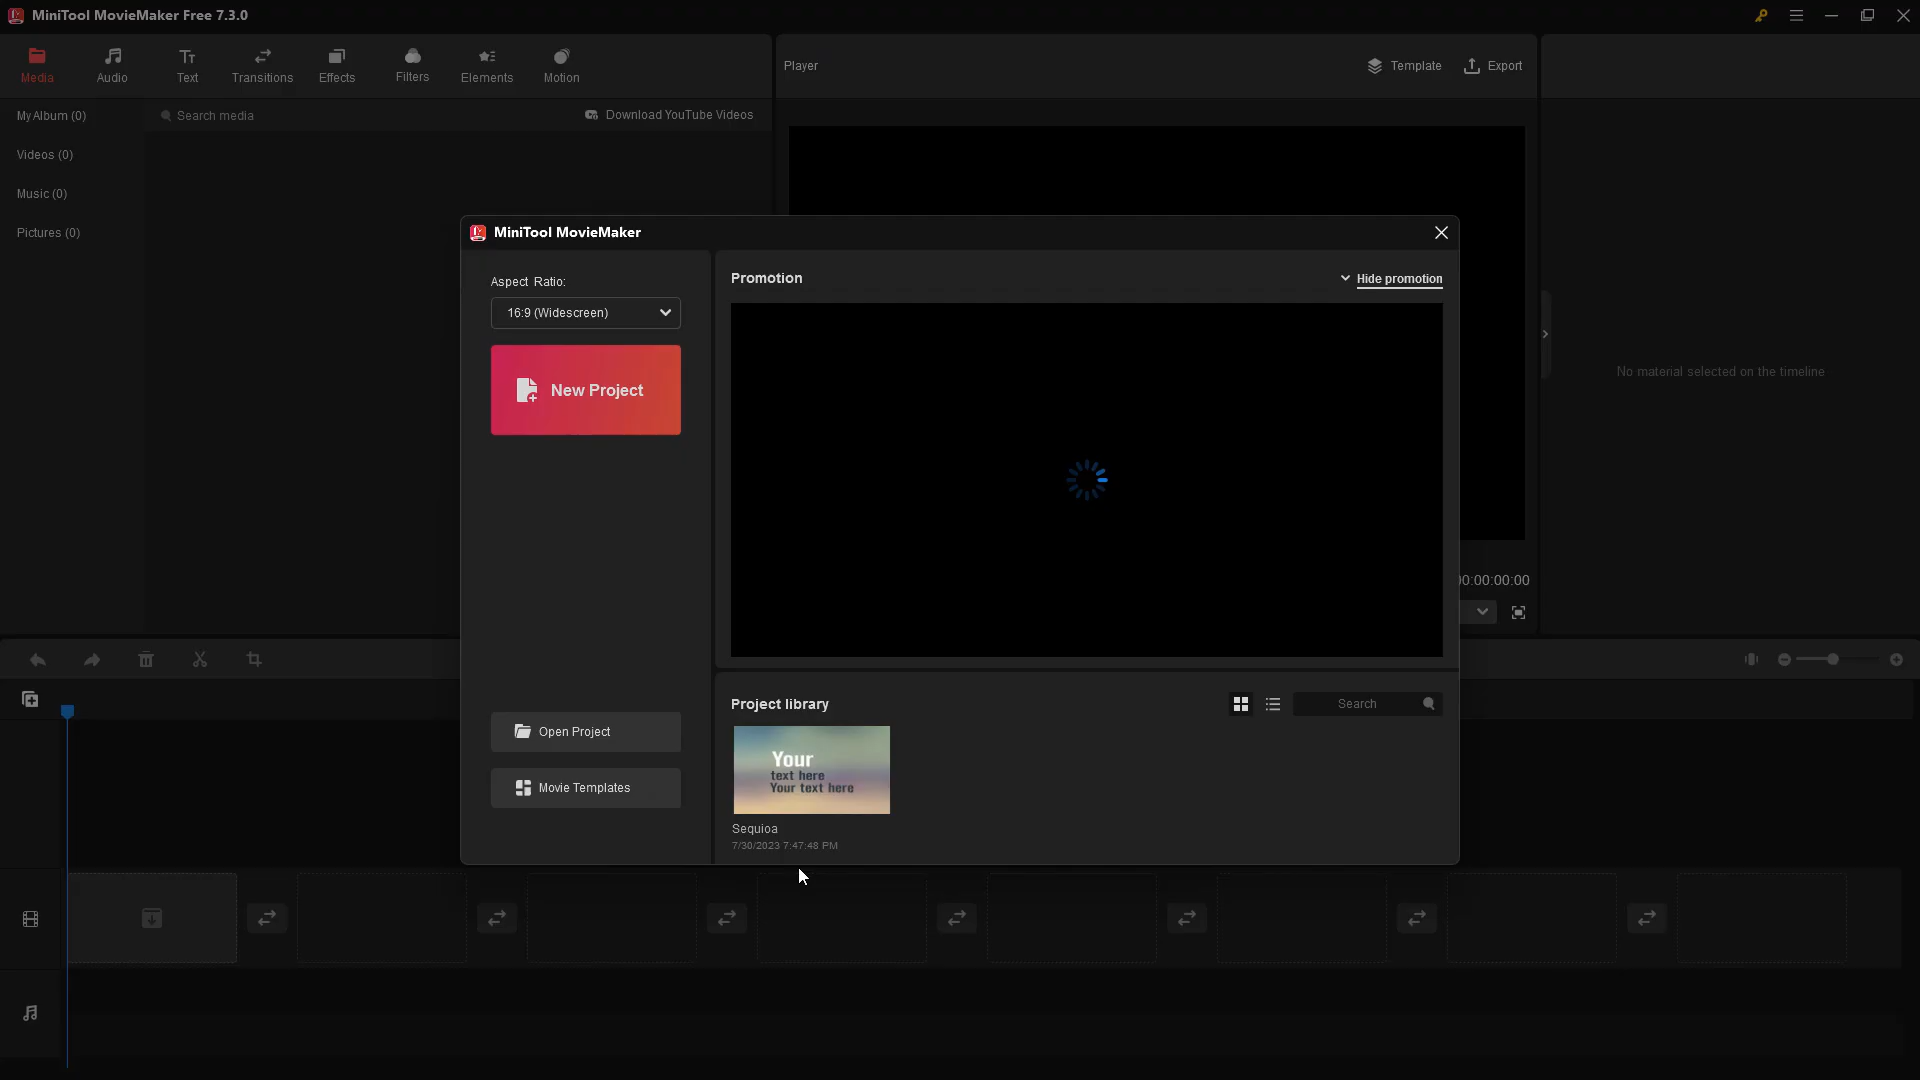 MiniTool MovieMaker Free 7.3.0
Media
Audio
Text
Transitions
Effects
Filters
Elements
Motion
Player
Template
Export
My Album (0)
Search media
Download YouTube Videos
Videos (0)
Music (0)
Pictures (0)
MiniTool MovieMaker
Aspect Ratio:
16:9 (Widescreen)
New Project
Open Project
Movie Templates
Promotion
Hide promotion
Project library
Search
Your
text here
Your text here
Sequioa
7/30/2023 7:47:48 PM
No material selected on the timeline
00:00:00:00